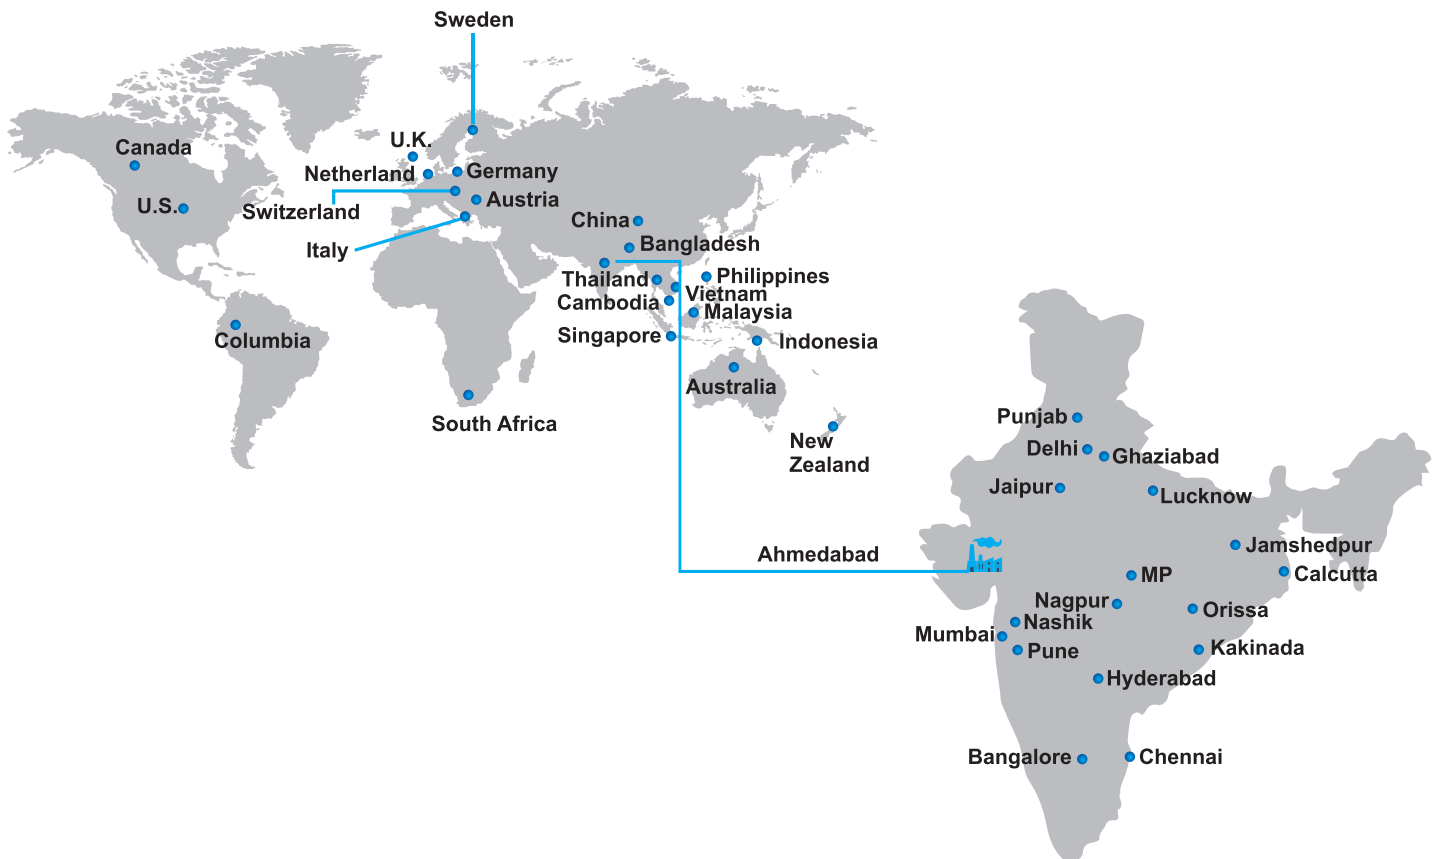 Sweden
U.K.
Canada
Netherland
Germany
U.S.
Switzerland
Austria
Italy
China
Bangladesh
Thailand
Philippines
Cambodia
Vietnam
Malaysia
Singapore
Indonesia
Columbia
Australia
South Africa
New
Zealand
Punjab
Delhi
Ghaziabad
Jaipur
Lucknow
Ahmedabad
Jamshedpur
MP
Calcutta
Nagpur
Orissa
Nashik
Mumbai
Pune
Kakinada
Hyderabad
Bangalore
Chennai